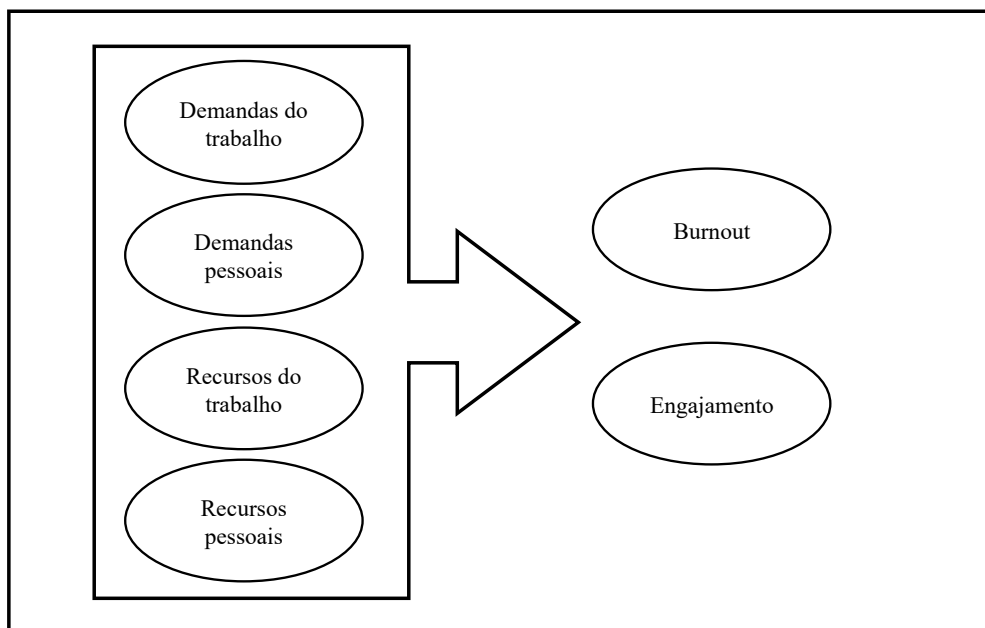 Demandas do
trabalho
Demandas
pessoais
Recursos do
trabalho
Recursos
pessoais
Burnout
Engajamento